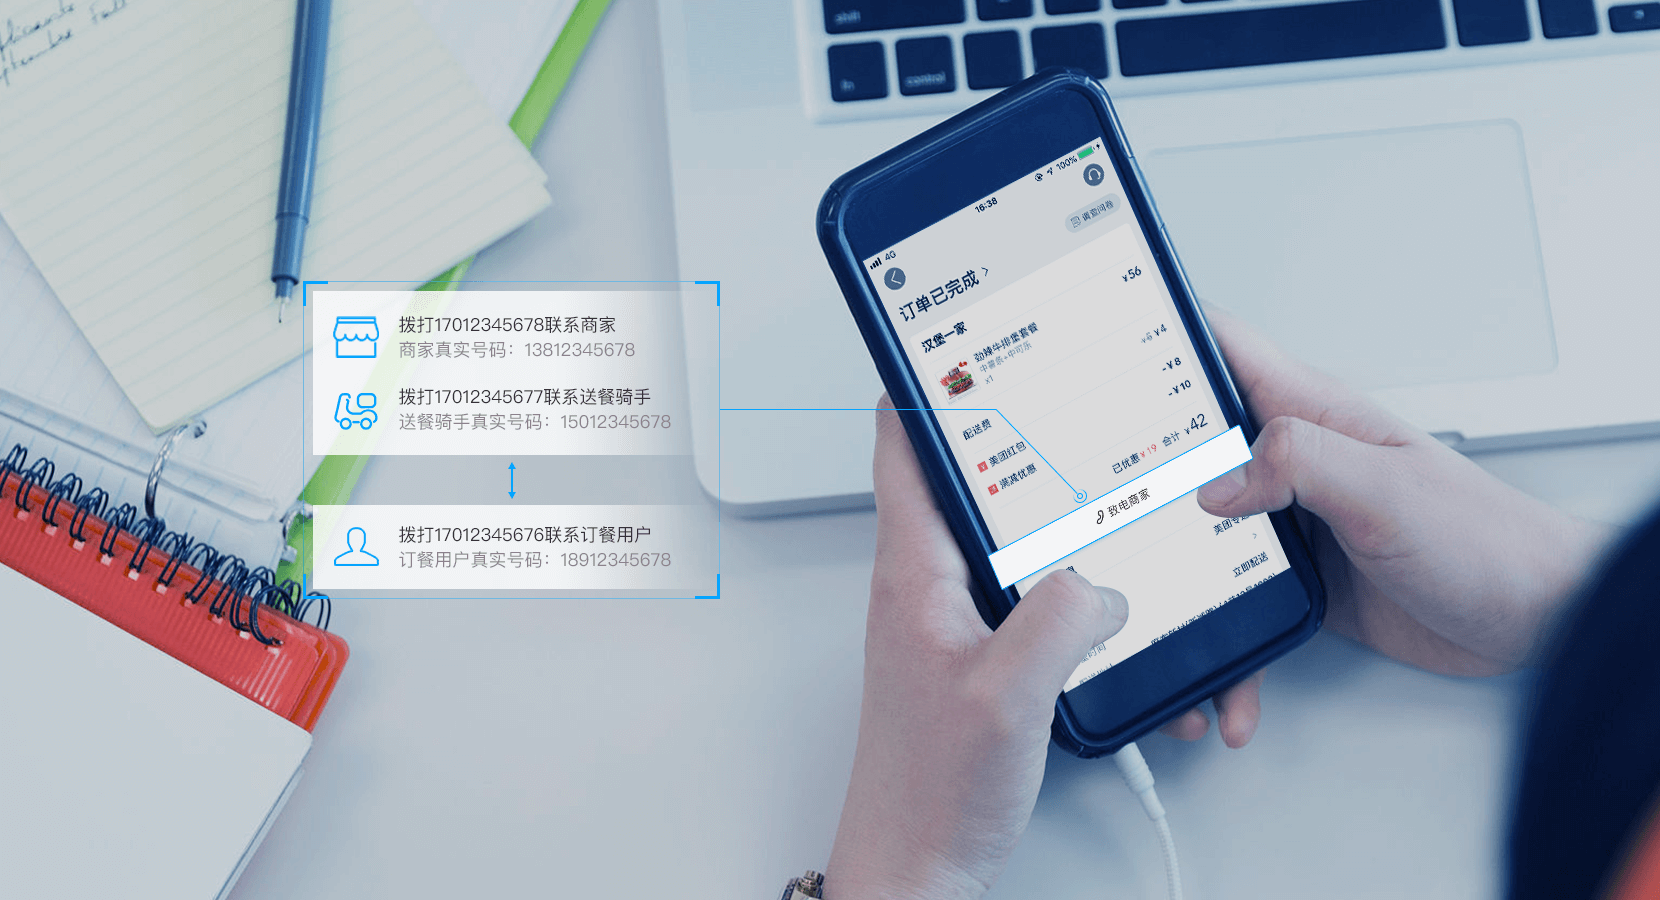 shift
fn
control
4G
16:38
100%
调查问卷
订单已完成
汉堡一家
劲辣牛排堡套餐
¥56
中薯条+中可乐
x1
配送费
¥5 ¥4
美团红包
-¥8
满减优惠
-¥10
已优惠¥19 合计 ¥42
致电商家
美团专送
立即配送
拨打17012345678联系商家
商家真实号码：13812345678
拨打17012345677联系送餐骑手
送餐骑手真实号码：15012345678
拨打17012345676联系订餐用户
订餐用户真实号码：18912345678